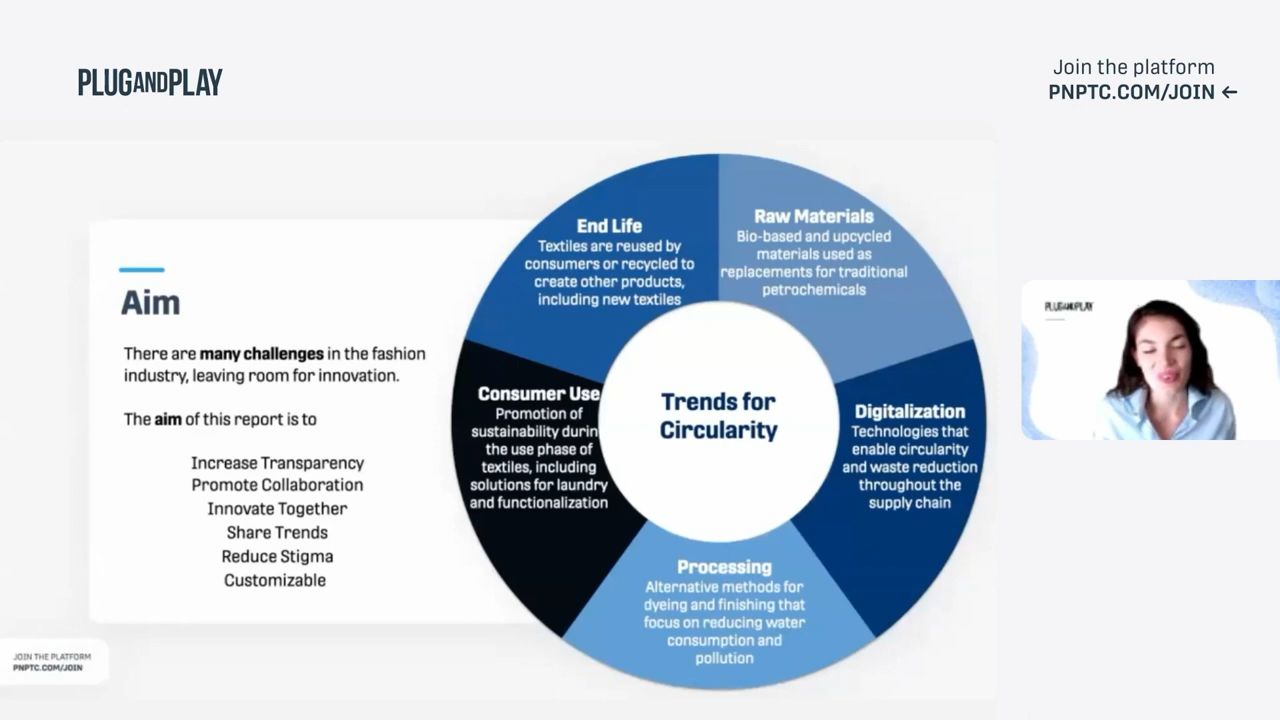 PLUGANDPLAY
Join the platform
PNPTC.COM/JOIN ←
Aim
There are many challenges in the fashion
industry, leaving room for innovation.
The aim of this report is to
Increase Transparency
Promote Collaboration
Innovate Together
Share Trends
Reduce Stigma
Customizable
End Life
Textiles are reused by
consumers or recycled to
create other products,
including new textiles
Raw Materials
Bio-based and upcycled
materials used as
replacements for traditional
petrochemicals
Consumer Use
Promotion of
sustainability durin
the use phase of
textiles, including
solutions for laundry
and functionalization
Trends for
Circularity
Digitalization
Technologies that
enable circularity
and waste reduction
throughout the
supply chain
Processing
Alternative methods for
dyeing and finishing that
focus on reducing water
consumption and
pollution
PLUGANDPLAY
JOIN THE PLATFORM
PNPTC.COM/JOIN